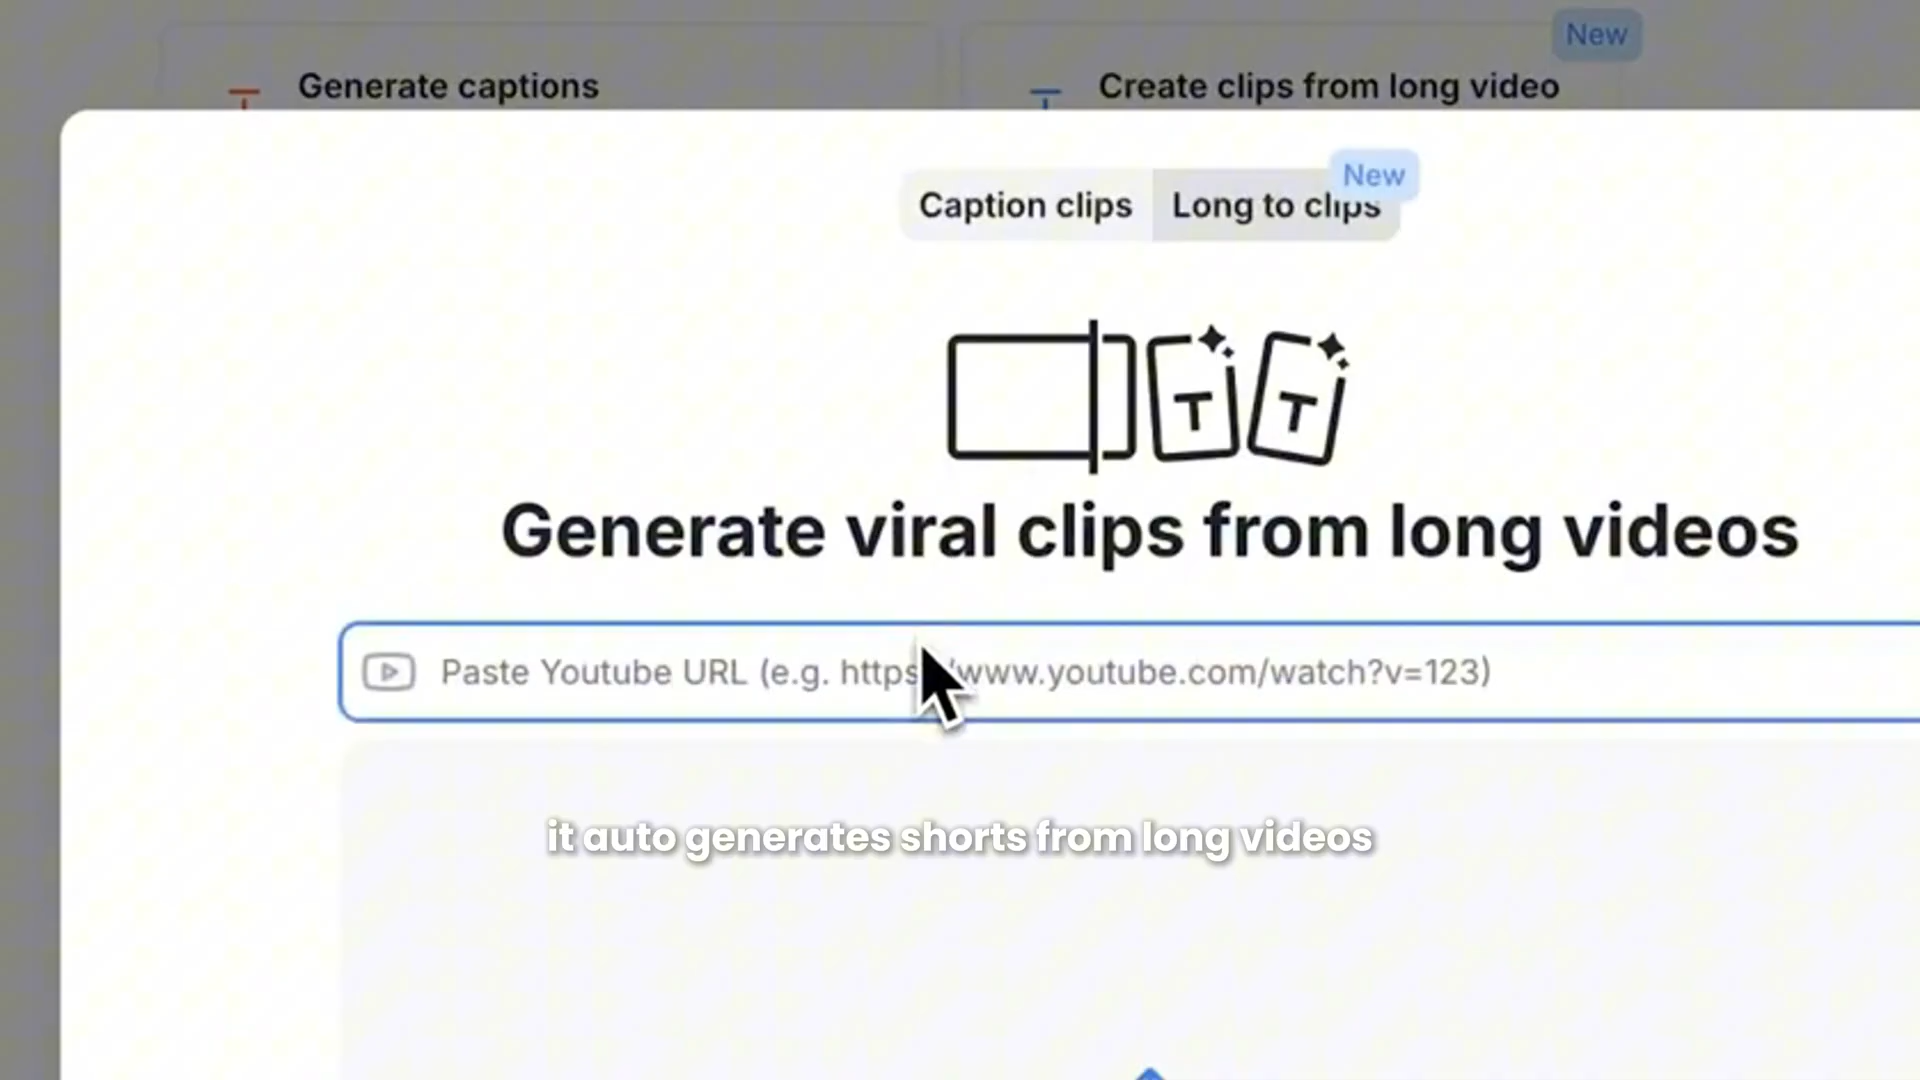 New
Generate captions
Create clips from long video
New
Caption clips
Long to clips
T
T
Generate viral clips from long videos
Paste Youtube URL (e.g. https://www.youtube.com/watch?v=123)
it auto generates shorts from long videos